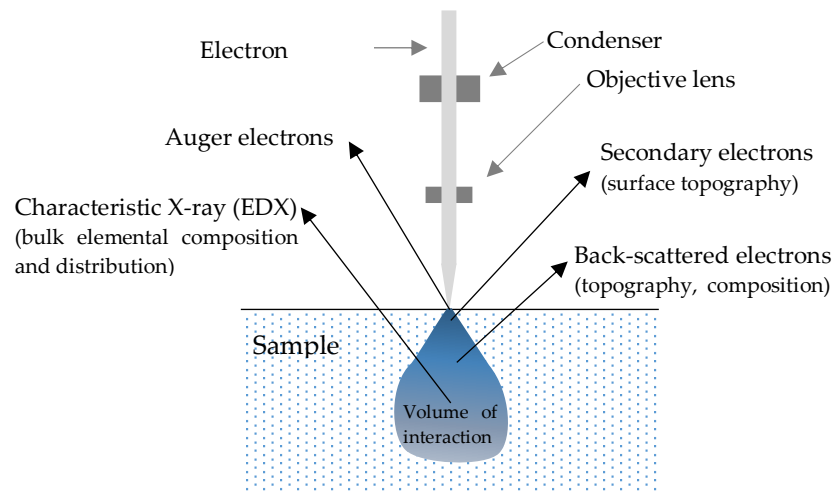 Electron
Condenser
Objective lens
Auger electrons
Secondary electrons
(surface topography)
Characteristic X-ray (EDX)
(bulk elemental composition
and distribution)
Back-scattered electrons
(topography, composition)
Sample
Volume of
interaction